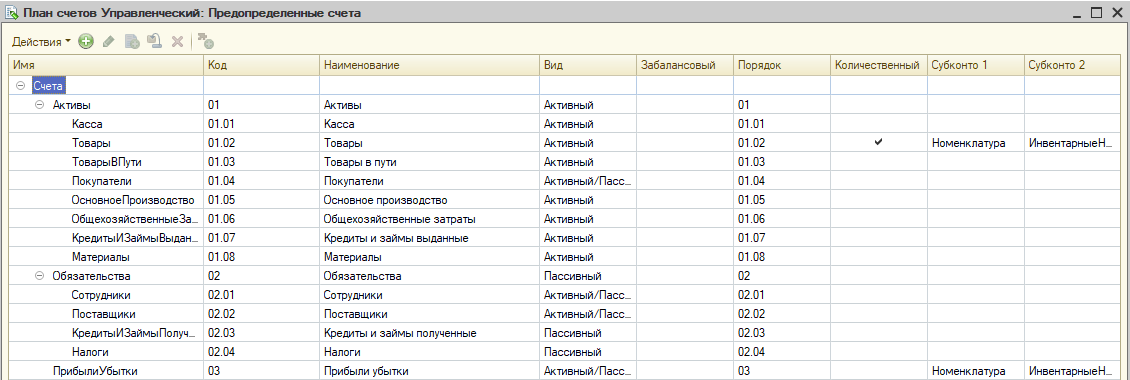 План счетов Управленческий: Предопределенные счета
Действия
Имя Код Наименование Вид Забалансовый Порядок Количественный Субконто 1 Субконто 2
Счета
Активы 01 Активы Активный 01
Касса 01.01 Касса Активный 01.01
Товары 01.02 Товары Активный 01.02 ✔ Номенклатура ИнвентарныеН...
ТоварыВПути 01.03 Товары в пути Активный 01.03
Покупатели 01.04 Покупатели Активный/Пасс... 01.04
ОсновноеПроизводство 01.05 Основное производство Активный 01.05
ОбщехозяйственныеЗа... 01.06 Общехозяйственные затраты Активный 01.06
КредитыИЗаймыВыдан... 01.07 Кредиты и займы выданные Активный 01.07
Материалы 01.08 Материалы Активный 01.08
Обязательства 02 Обязательства Пассивный 02
Сотрудники 02.01 Сотрудники Активный/Пасс... 02.01
Поставщики 02.02 Поставщики Активный/Пасс... 02.02
КредитыИЗаймыПолуч... 02.03 Кредиты и займы полученные Пассивный 02.03
Налоги 02.04 Налоги Пассивный 02.04
ПрибылиУбытки 03 Прибыли убытки Активный/Пасс... 03 Номенклатура ИнвентарныеН...